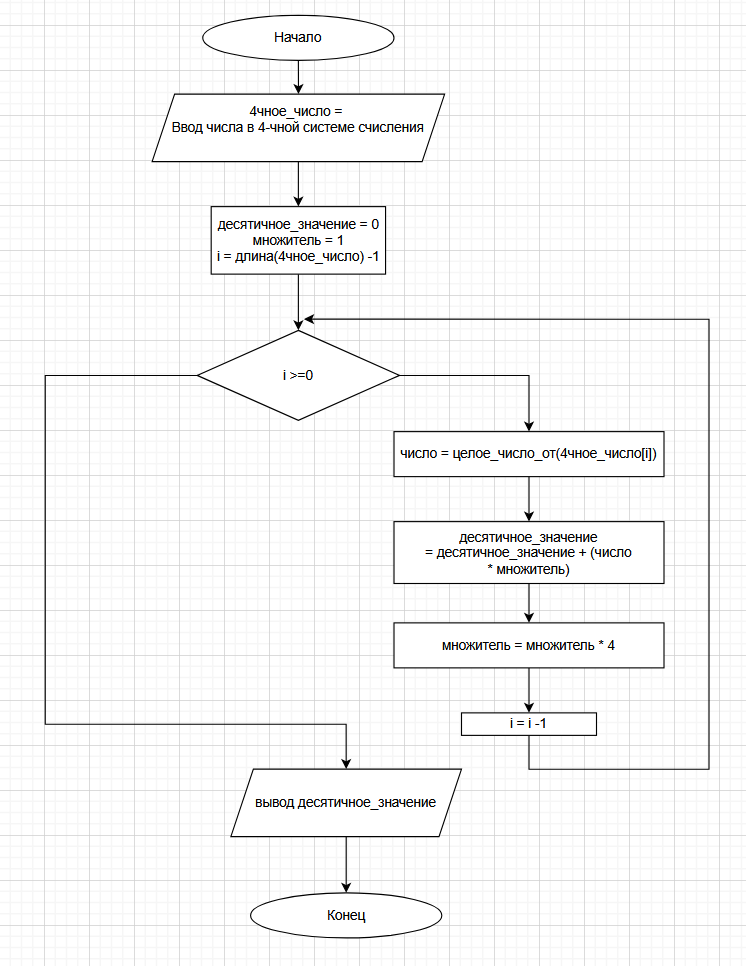 Начало
4чное_число =
Ввод числа в 4-чной системе счисления
десятичное_значение = 0
множитель = 1
i = длина(4чное_число) -1
i >=0
число = целое_число_от(4чное_число[i])
десятичное_значение
= десятичное_значение + (число
* множитель)
множитель = множитель * 4
i = i -1
вывод десятичное_значение
Конец